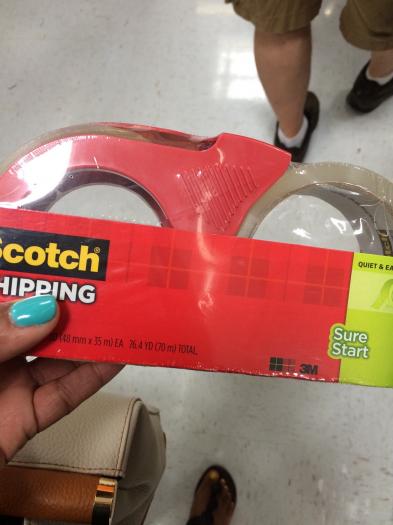 Scotch®
HIPPING
QUIET & EA
Sure
Start
(48 mm x 35 m) EA 76.4 YD (70 m) TOTAL
3M